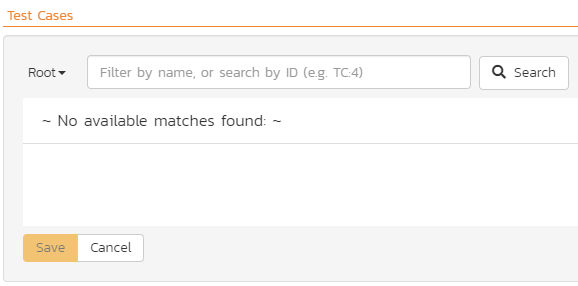 Test Cases
Root Filter by name, or search by ID (e.g. TC:4) Search
~ No available matches found: ~
Save Cancel